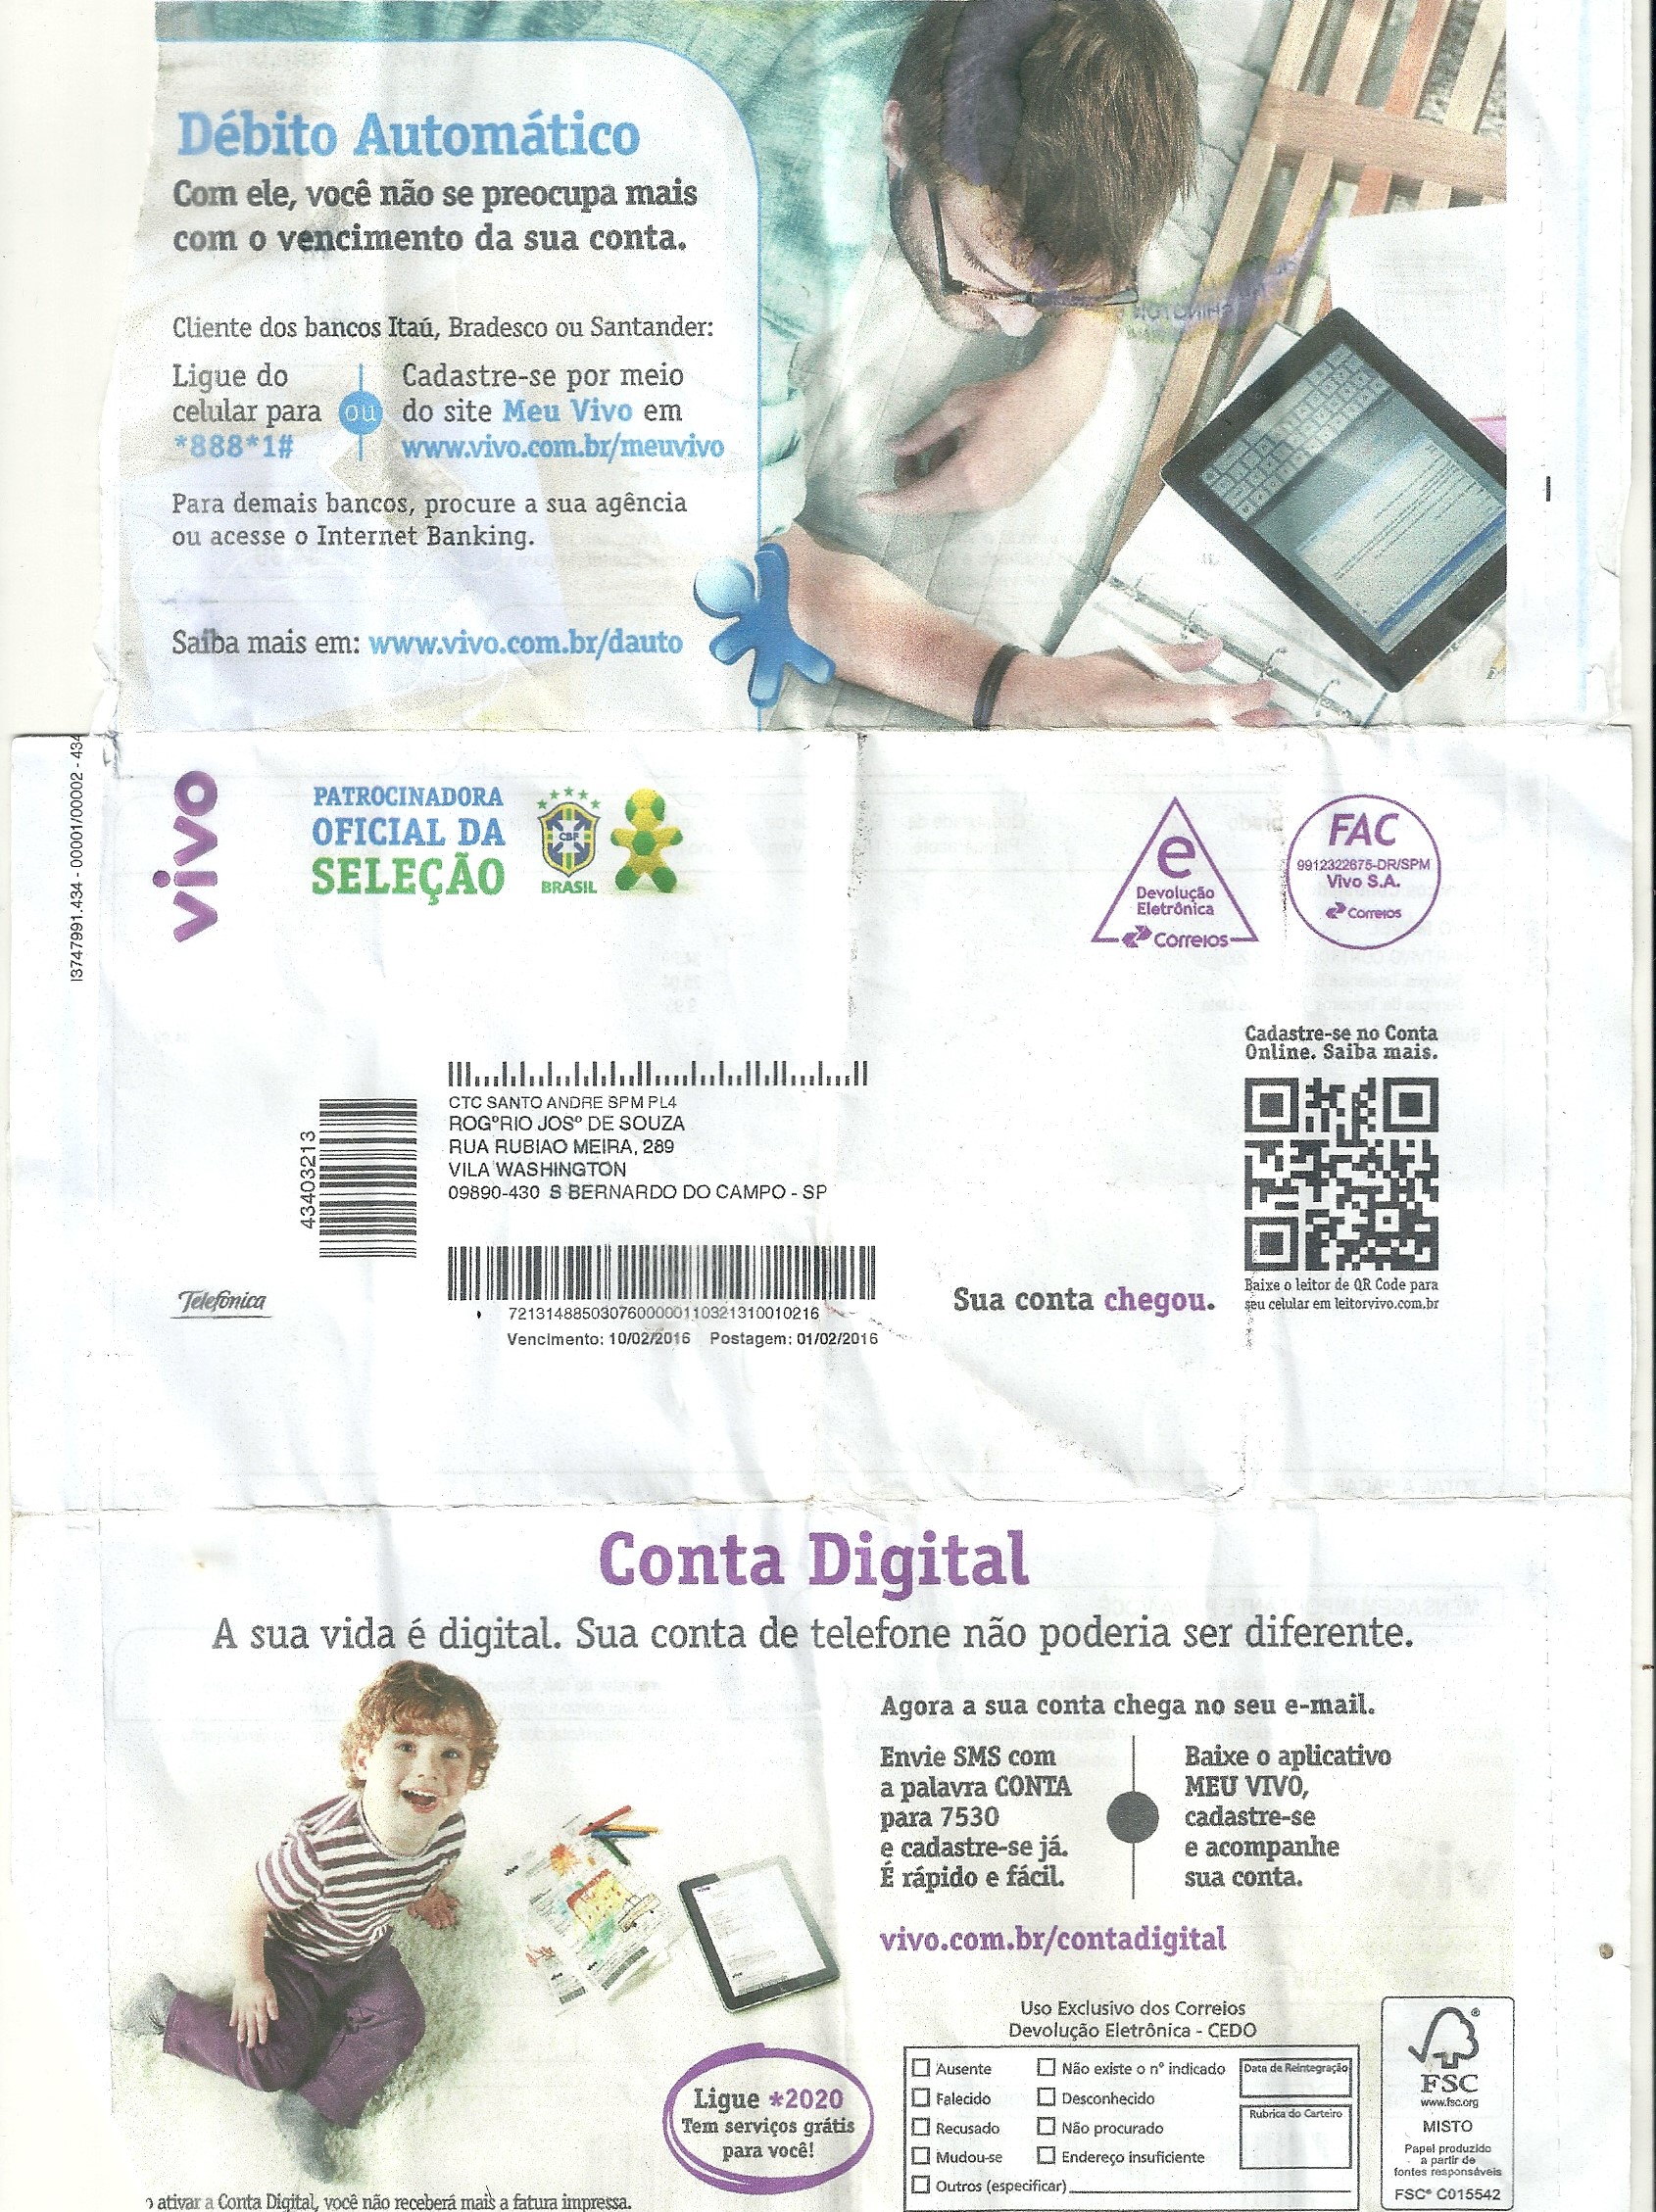 Débito Automático
Com ele, você não se preocupa mais
com o vencimento da sua conta.
Cliente dos bancos Itaú, Bradesco ou Santander:
Ligue do
celular para
*888*1#
ou
Cadastre-se por meio
do site Meu Vivo em
www.vivo.com.br/meuvivo
Para demais bancos, procure a sua agência
ou acesse o Internet Banking.
Saiba mais em: www.vivo.com.br/dauto
I3747991.434 - 00001/00002 - 434
vivo
PATROCINADORA
OFICIAL DA
SELEÇÃO
CBF
BRASIL
e
Devolução
Eletrônica
Correios
FAC
9912322675-DR/SPM
Vivo S.A.
Correios
Cadastre-se no Conta
Online. Saiba mais.
CTC SANTO ANDRE SPM PL4
ROGºRIO JOSº DE SOUZA
RUA RUBIAO MEIRA, 289
VILA WASHINGTON
09890-430 S BERNARDO DO CAMPO - SP
43403213
Telefónica
7213148850307600000110321310010216
Vencimento: 10/02/2016 Postagem: 01/02/2016
Sua conta chegou.
Baixe o leitor de QR Code para
seu celular em leitorvivo.com.br
Conta Digital
A sua vida é digital. Sua conta de telefone não poderia ser diferente.
Agora a sua conta chega no seu e-mail.
Envie SMS com
a palavra CONTA
para 7530
e cadastre-se já.
É rápido e fácil.
Baixe o aplicativo
MEU VIVO,
cadastre-se
e acompanhe
sua conta.
vivo.com.br/contadigital
Ligue *2020
Tem serviços grátis
para você!
Uso Exclusivo dos Correios
Devolução Eletrônica - CEDO
Ausente
Falecido
Recusado
Mudou-se
Outros (especificar)
Não existe o nº indicado
Desconhecido
Não procurado
Endereço insuficiente
Data de Reintegração
Rubrica do Carteiro
FSC
www.fsc.org
MISTO
Papel produzido
a partir de
fontes responsáveis
FSC® C015542
o ativar a Conta Digital, você não receberá mais a fatura impressa.